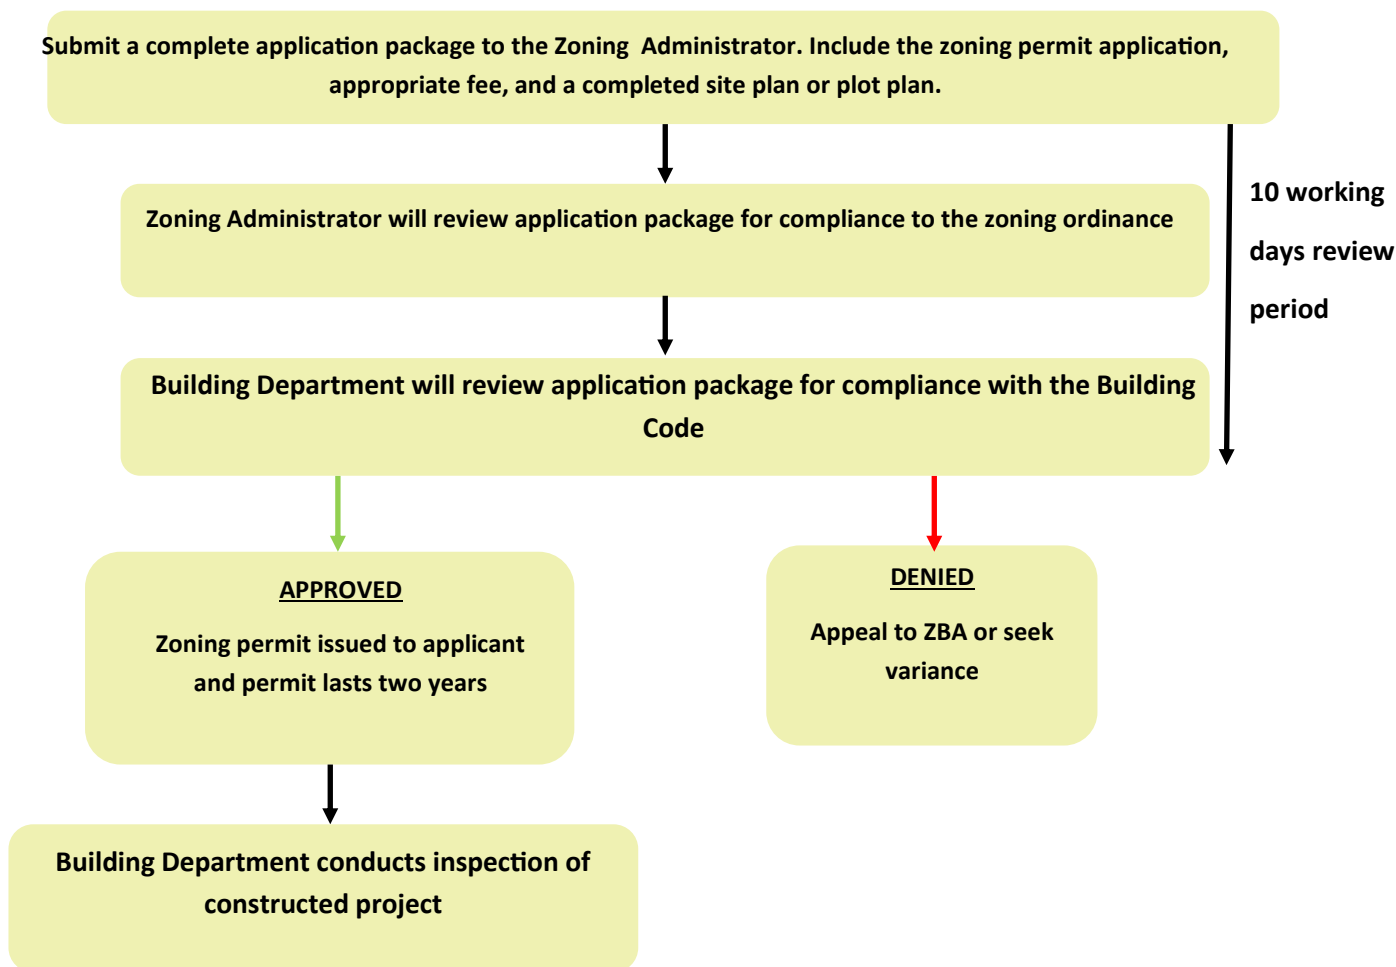 Submit a complete application package to the Zoning  Administrator. Include the zoning permit application,
appropriate fee, and a completed site plan or plot plan.
10 working
days review
period
Zoning Administrator will review application package for compliance to the zoning ordinance
Building Department will review application package for compliance with the Building
Code
APPROVED
Zoning permit issued to applicant
and permit lasts two years
DENIED
Appeal to ZBA or seek
variance
Building Department conducts inspection of
constructed project